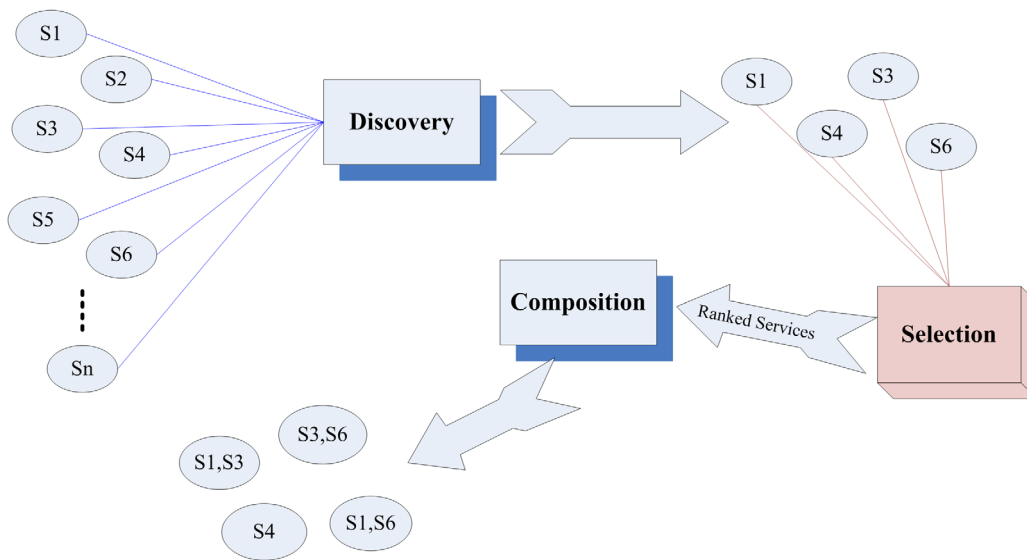 S1
S2
S3
S4
S5
S6
Sn
Discovery
S1
S3
S4
S6
Selection
Ranked Services
Composition
S3,S6
S1,S3
S4
S1,S6